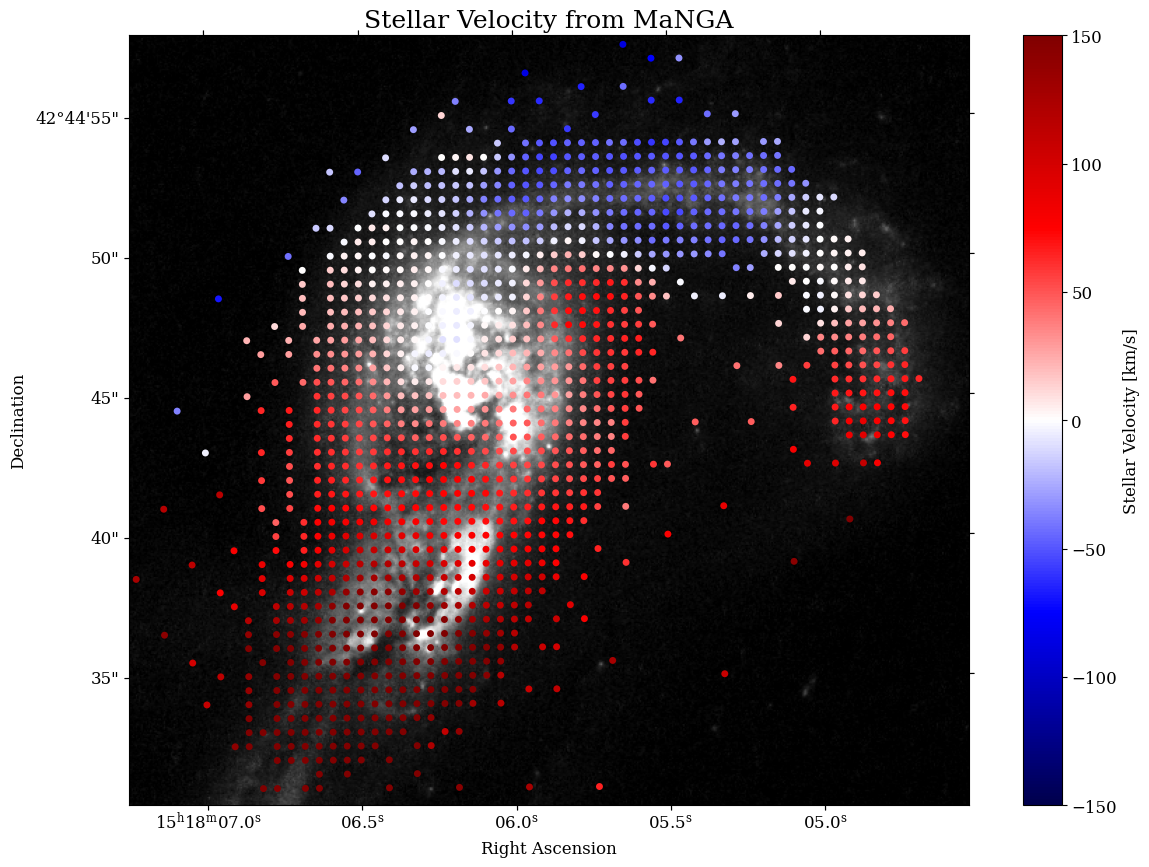 Stellar Velocity from MaNGA
42°44'55"
50"
45"
40"
35"
Declination
15ʰ18ᵐ07.0ˢ
06.5ˢ
06.0ˢ
05.5ˢ
05.0ˢ
Right Ascension
150
100
50
0
−50
−100
−150
Stellar Velocity [km/s]